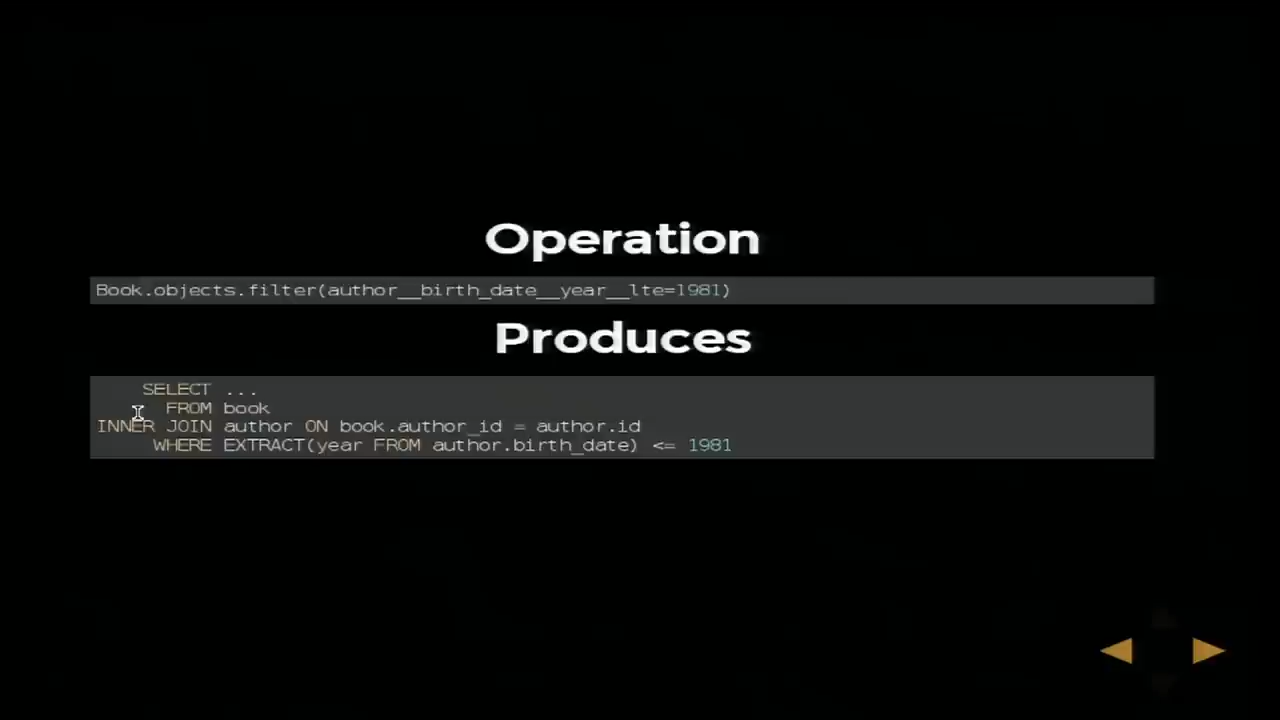 Operation
Book.objects.filter(author__birth_date__year__lte=1981)
Produces
SELECT ...
FROM book
INNER JOIN author ON book.author_id = author.id
WHERE EXTRACT(year FROM author.birth_date) <= 1981